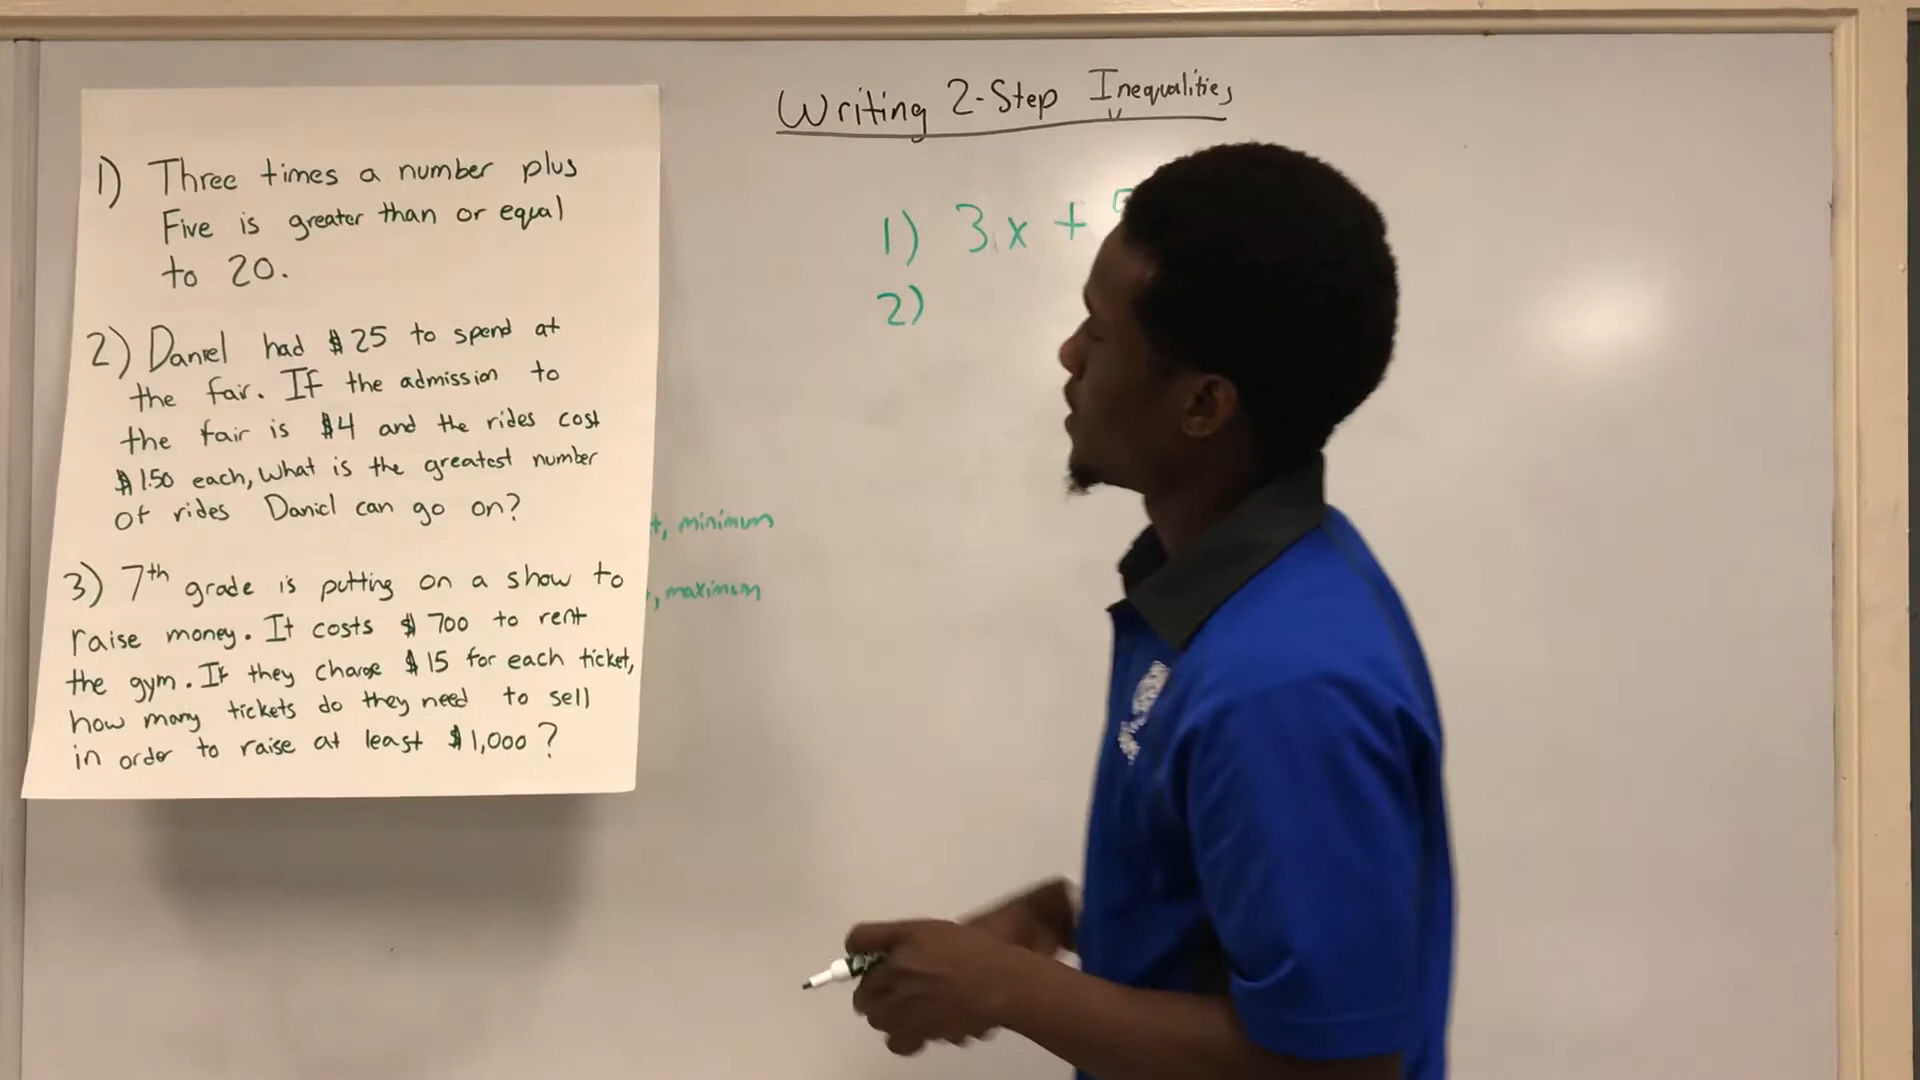 Writing 2-Step Inequalities
1) Three times a number plus
Five is greater than or equal
to 20.
2) Daniel had $25 to spend at
the fair. If the admission to
the fair is $4 and the rides cost
$1.50 each, what is the greatest number
of rides Daniel can go on?
3) 7th grade is putting on a show to
raise money. It costs $700 to rent
the gym. If they charge $15 for each ticket,
how many tickets do they need to sell
in order to raise at least $1,000?
, minimum
, maximum
1) 3x +
2)